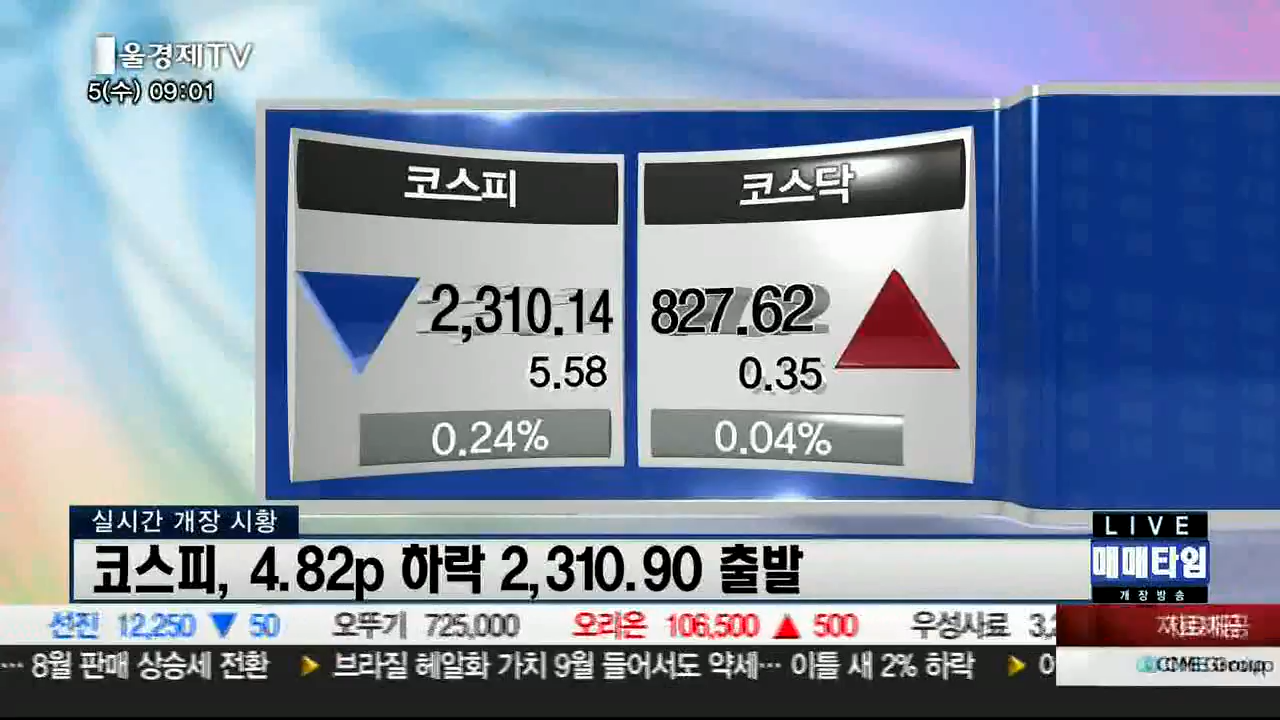 울경제TV
5(수) 09:01
코스피
2,310.14
5.58
0.24%
코스닥
827.62
0.35
0.04%
실시간 개장 시황
코스피, 4.82p 하락 2,310.90 출발
LIVE
매매타임
개장방송
선진 12,250 ▼ 50 오뚜기 725,000 오리온 106,500 ▲ 500 우성사료
… 8월 판매 상승세 전환 ▶ 브라질 헤알화 가치 9월 들어서도 약세… 이틀 새 2% 하락 ▶